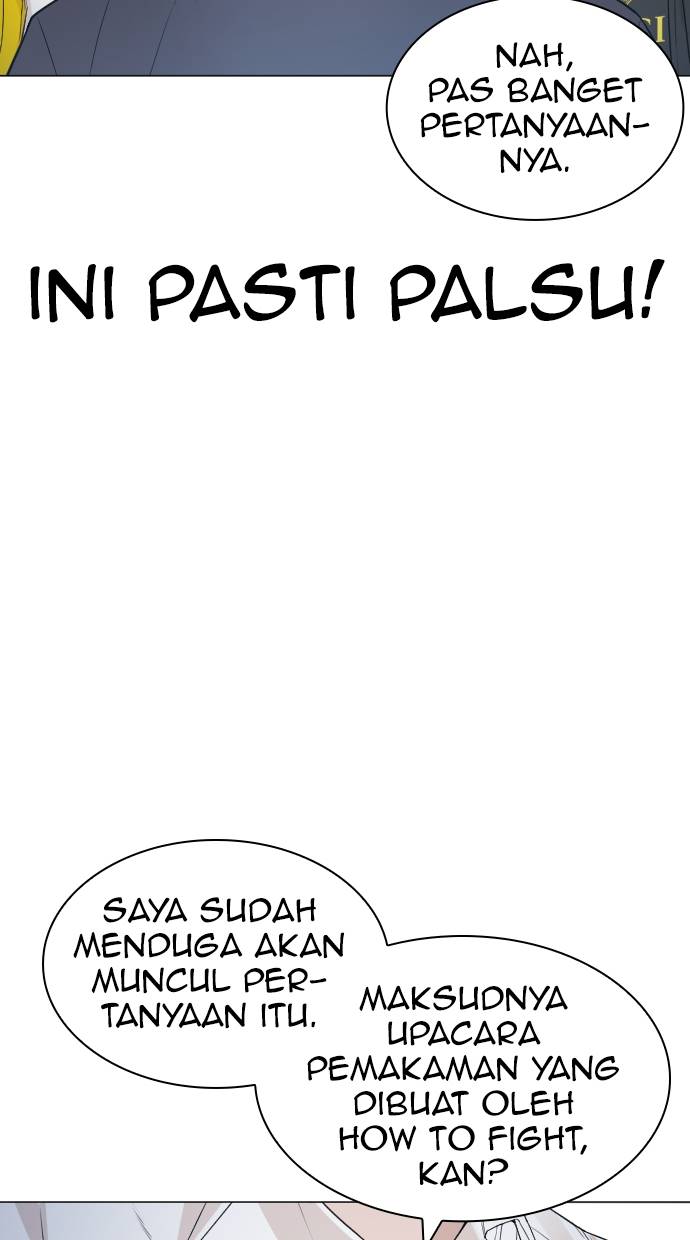 NAH,
PAS BANGET
PERTANYAAN-
NYA.
INI PASTI PALSU!
SAYA SUDAH
MENDUGA AKAN
MUNCUL PER-
TANYAAN ITU.
MAKSUDNYA
UPACARA
PEMAKAMAN YANG
DIBUAT OLEH
HOW TO FIGHT,
KAN?